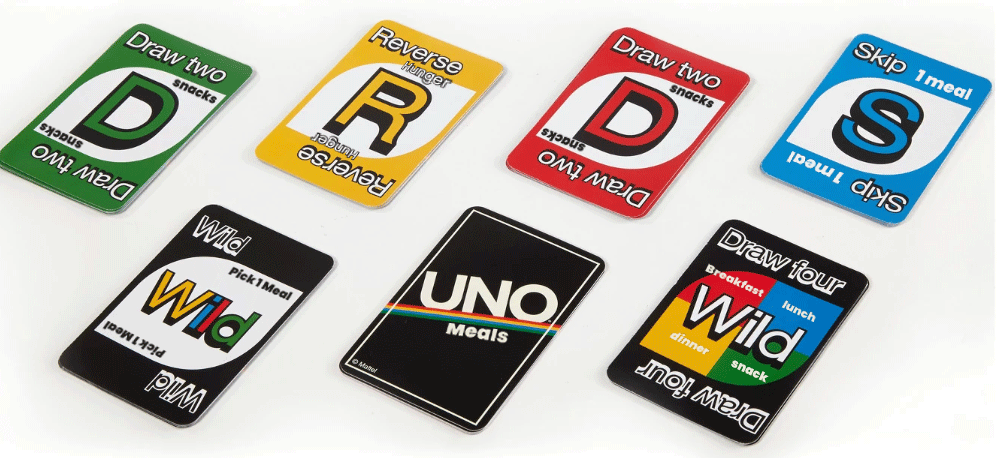 Draw two
snacks
D
snacks
Draw two
Reverse
Hunger
R
Hunger
Reverse
Draw two
snacks
D
snacks
Draw two
Skip 1 meal
S
Skip 1 meal
Wild
Pick 1 Meal
Wild
Pick 1 Meal
Wild
UNO
Meals
© Mattel
Draw four
Breakfast
lunch
Wild
dinner
snack
Draw four